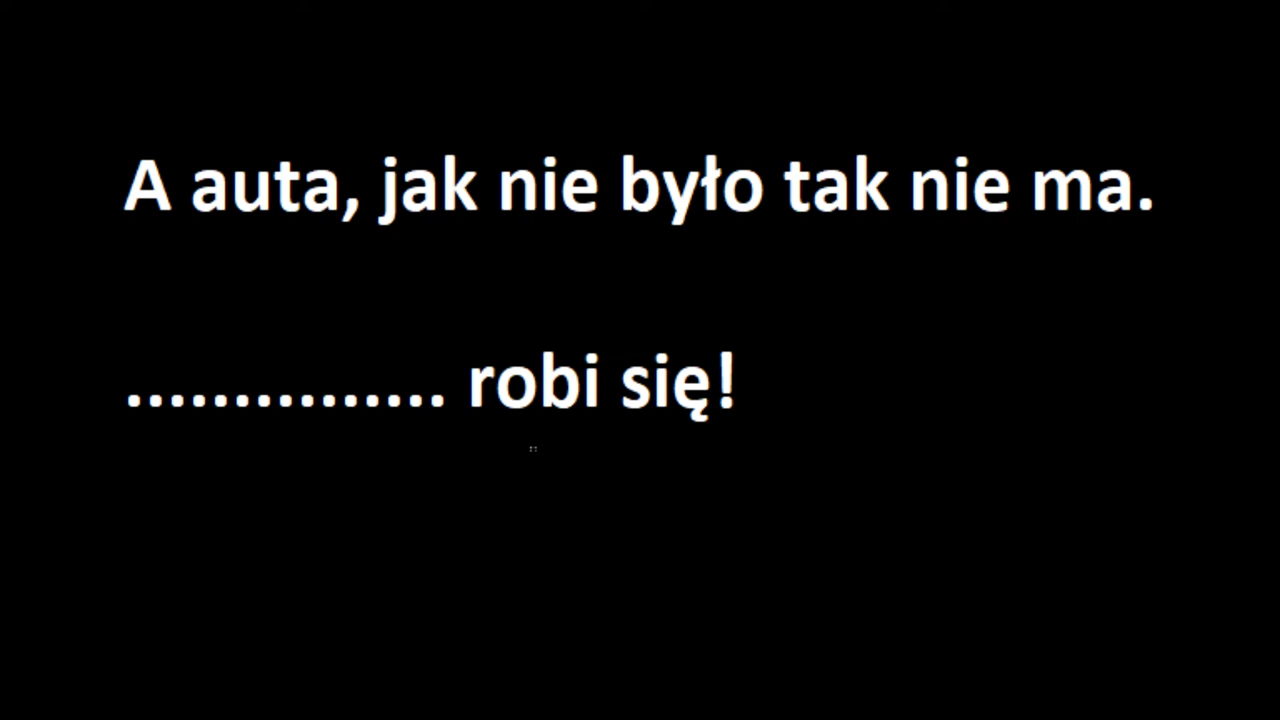 A auta, jak nie było tak nie ma.
............... robi się!